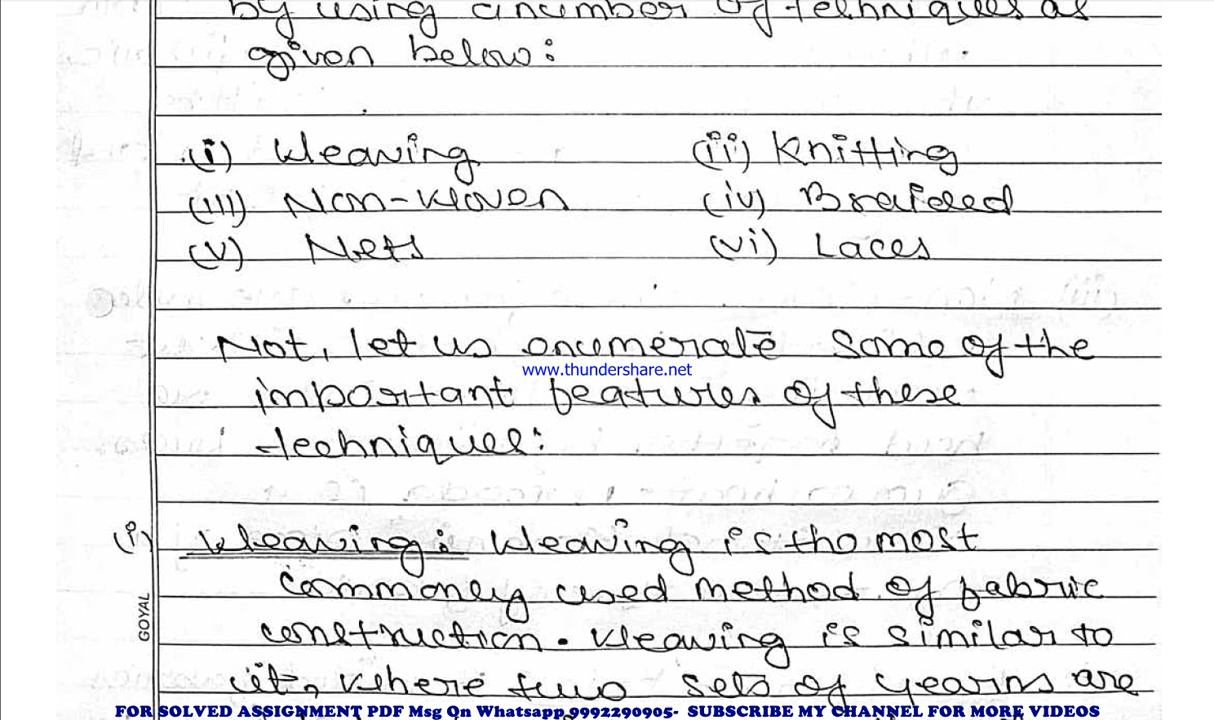 by using a number of techniques as
given below:
(i) Weaving (ii) Knitting
(iii) Non-Woven (iv) Braided
(v) Nets (vi) Laces
Not, let us enumerate some of the
www.thundershare.net
important features of these
techniques:
(i) Weaving: Weaving is the most
commonly used method of fabric
construction. Weaving is similar to
it, where two sets of yearns are
GOYAL
FOR SOLVED ASSIGNMENT PDF Msg On Whatsapp 9992290905- SUBSCRIBE MY CHANNEL FOR MORE VIDEOS